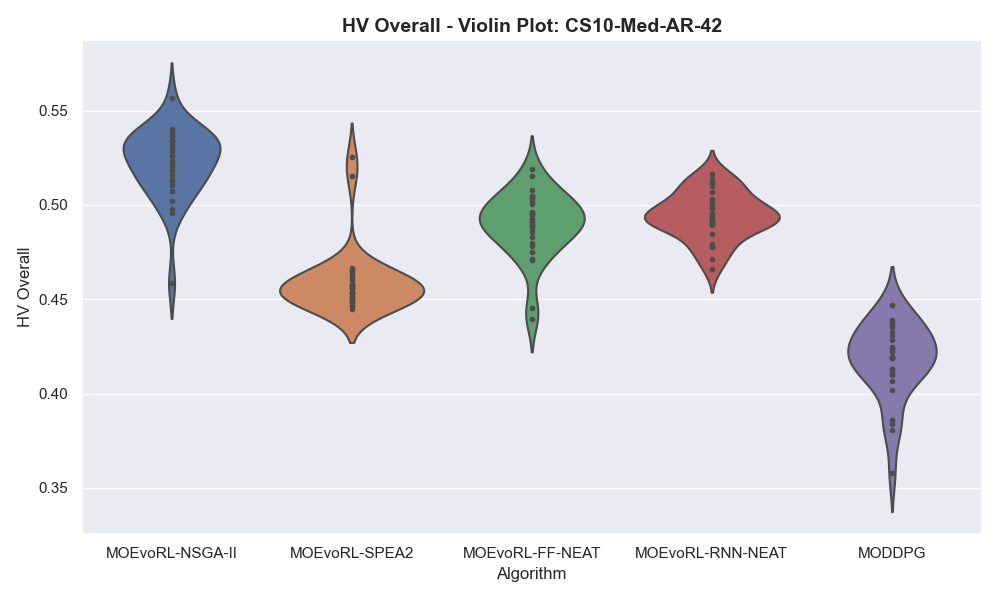 HV Overall - Violin Plot: CS10-Med-AR-42
HV Overall
0.55
0.50
0.45
0.40
0.35
MOEvoRL-NSGA-II
MOEvoRL-SPEA2
MOEvoRL-FF-NEAT
MOEvoRL-RNN-NEAT
MODDPG
Algorithm